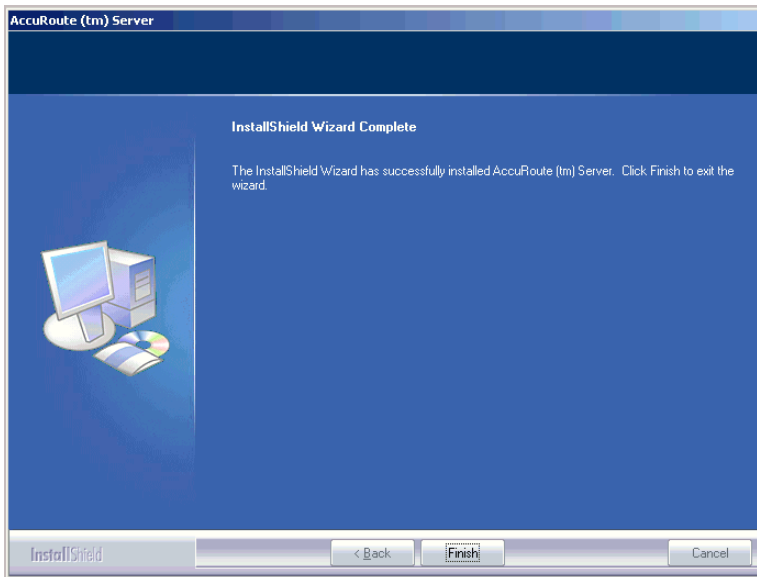 AccuRoute (tm) Server
InstallShield Wizard Complete
The InstallShield Wizard has successfully installed AccuRoute (tm) Server. Click Finish to exit the
wizard.
InstallShield
< Back
Finish
Cancel